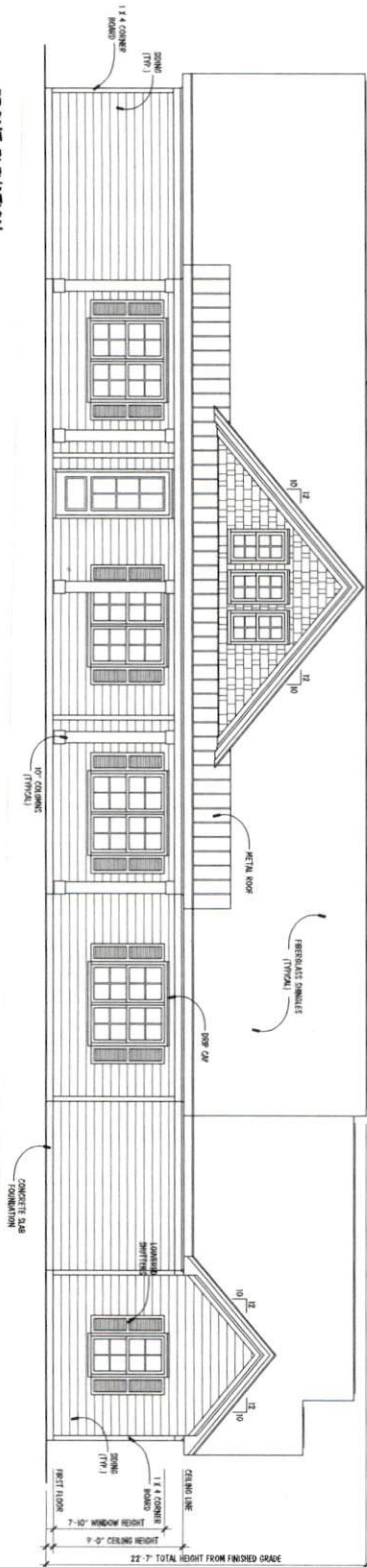 1 X 4 CORNER
BOARD
SIDING
(TYP.)
12
10
12
10
10" COLUMNS
(TYPICAL)
METAL ROOF
FIBERGLASS SHINGLES
(TYPICAL)
DRIP CAP
CONCRETE SLAB
FOUNDATION
LOUVERED
SHUTTERS
12
10
12
10
SIDING
(TYP.)
1 X 4 CORNER
BOARD
FIRST FLOOR
CEILING LINE
7'-10" WINDOW HEIGHT
9'-0" CEILING HEIGHT
22'-7" TOTAL HEIGHT FROM FINISHED GRADE